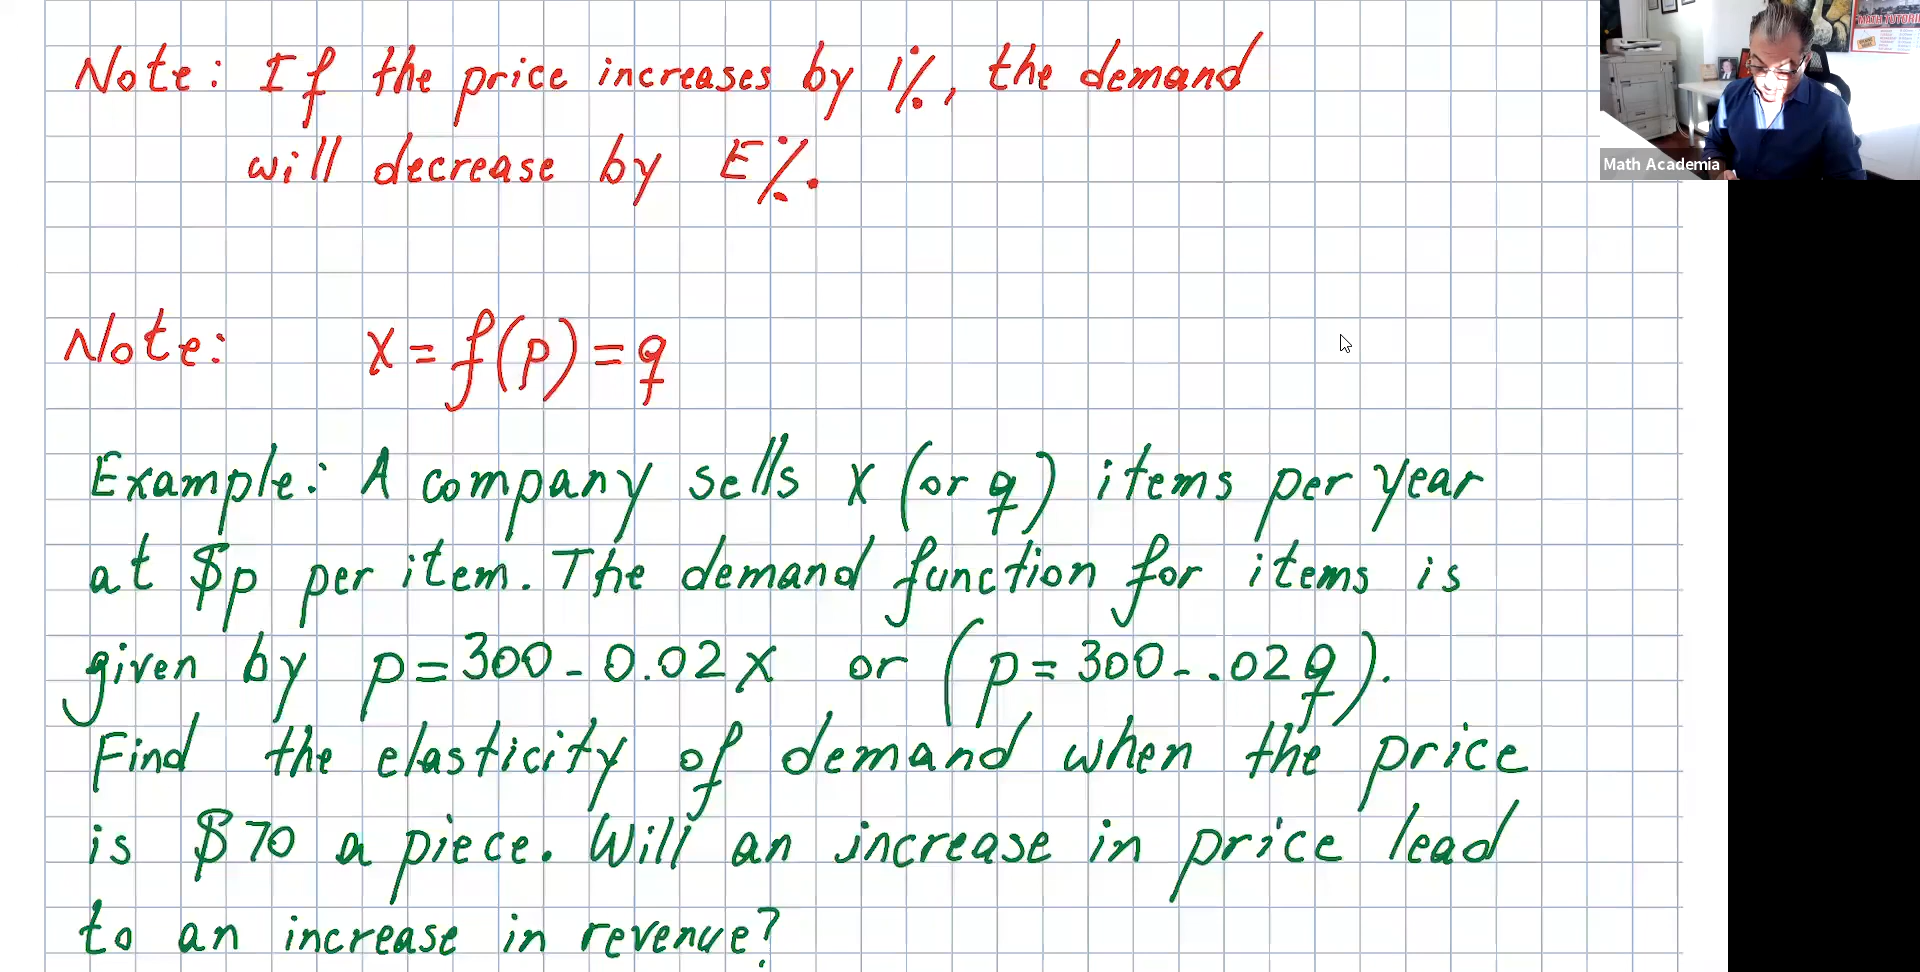 Note: If the price increases by 1%, the demand
will decrease by E%.
Note: x = f(p) = q
Example: A company sells x (or q) items per year
at $p per item. The demand function for items is
given by p = 300 - 0.02x or (p = 300 - .02q).
Find the elasticity of demand when the price
is $70 a piece. Will an increase in price lead
to an increase in revenue?
Math Academia